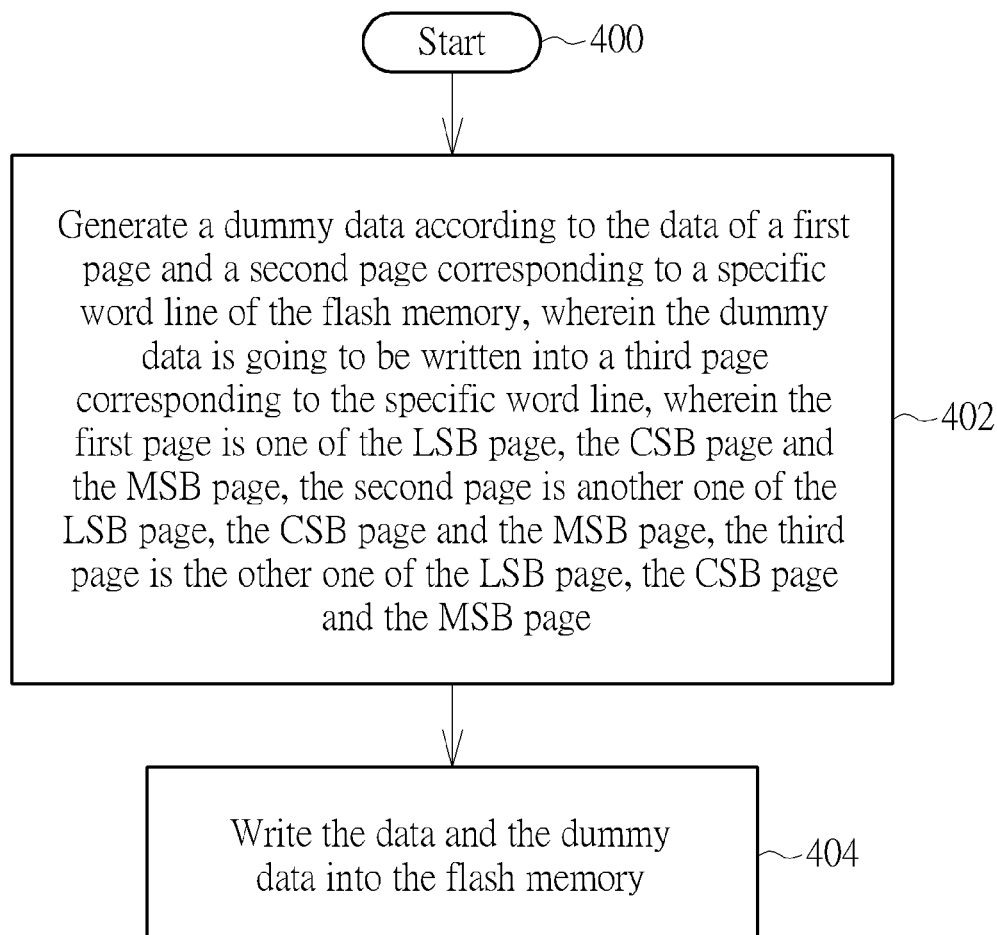 Start
400
Generate a dummy data according to the data of a first
page and a second page corresponding to a specific
word line of the flash memory, wherein the dummy
data is going to be written into a third page
corresponding to the specific word line, wherein the
first page is one of the LSB page, the CSB page and
the MSB page, the second page is another one of the
LSB page, the CSB page and the MSB page, the third
page is the other one of the LSB page, the CSB page
and the MSB page
402
Write the data and the dummy
data into the flash memory
404